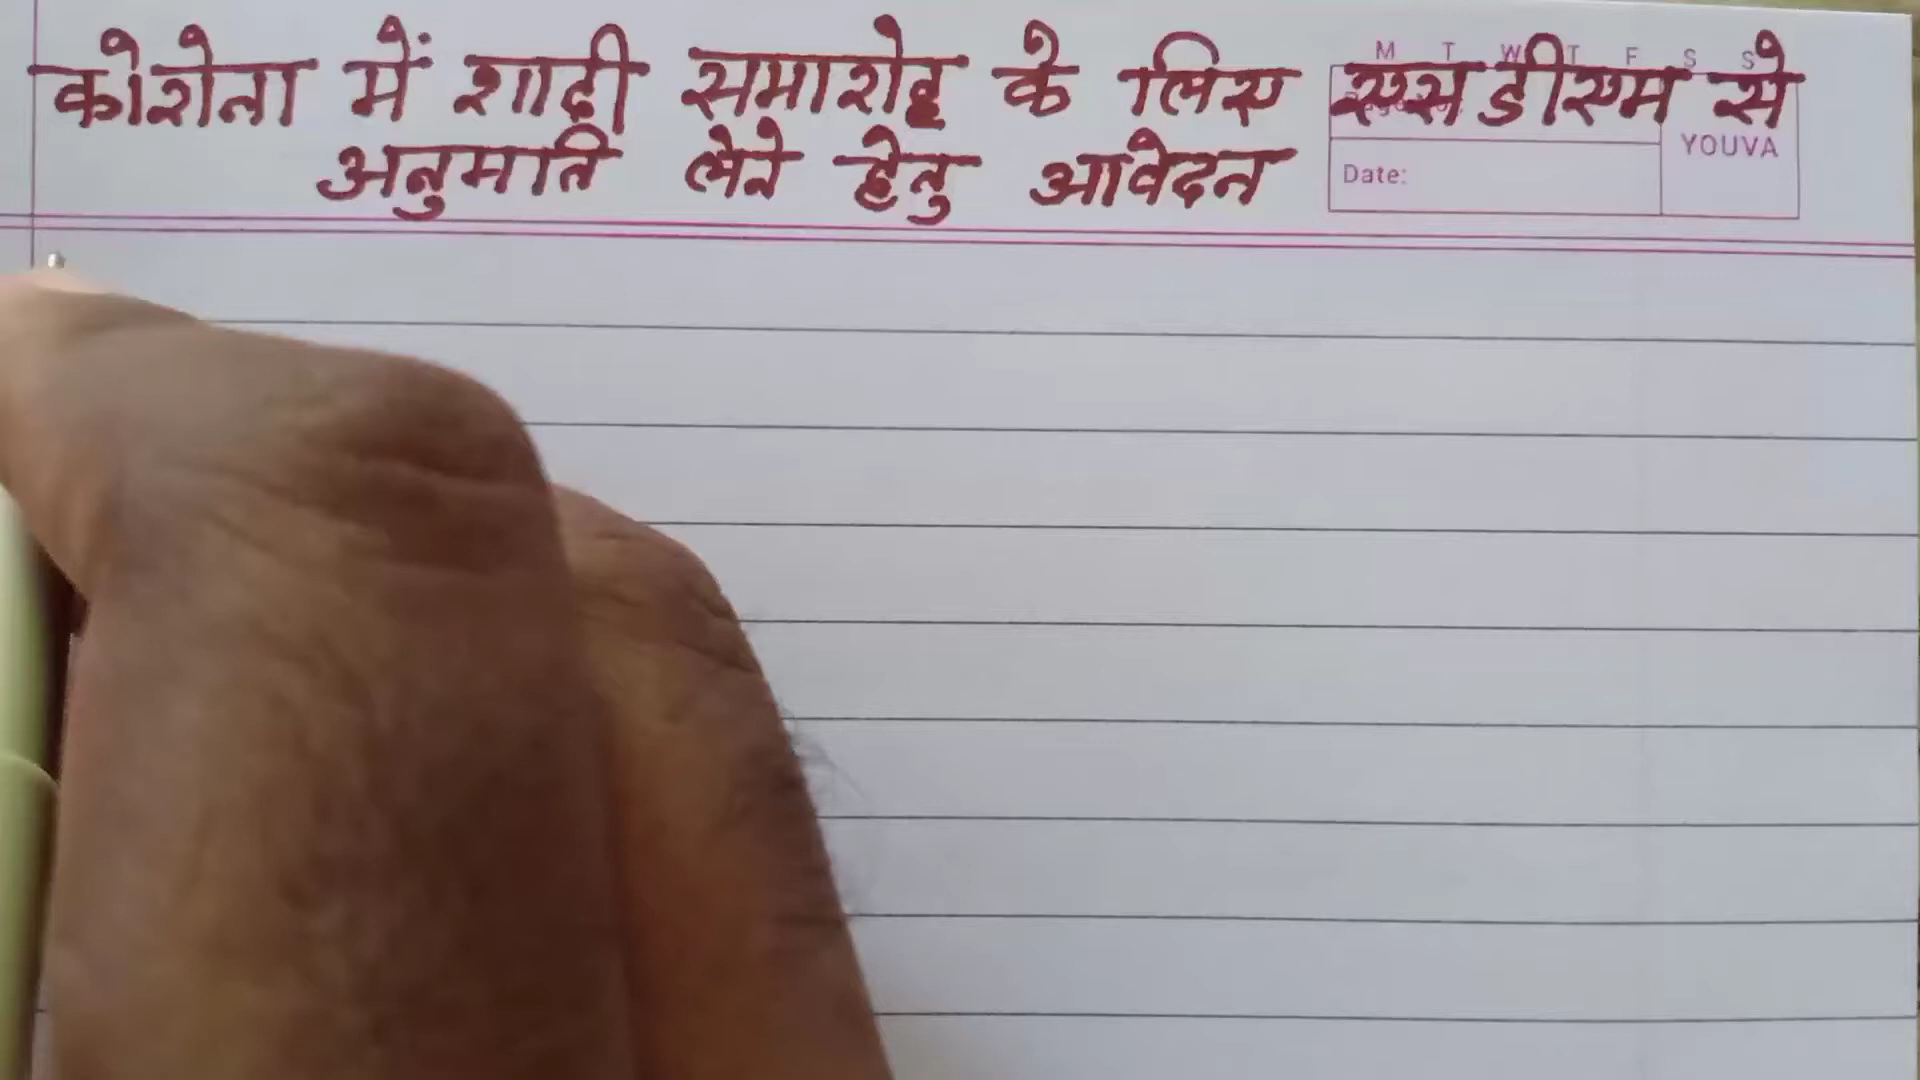 कोरोना में शादी समारोह के लिए एसडीएम से
अनुमति लेने हेतु आवेदन
M T W T F S S
YOUVA
Date: